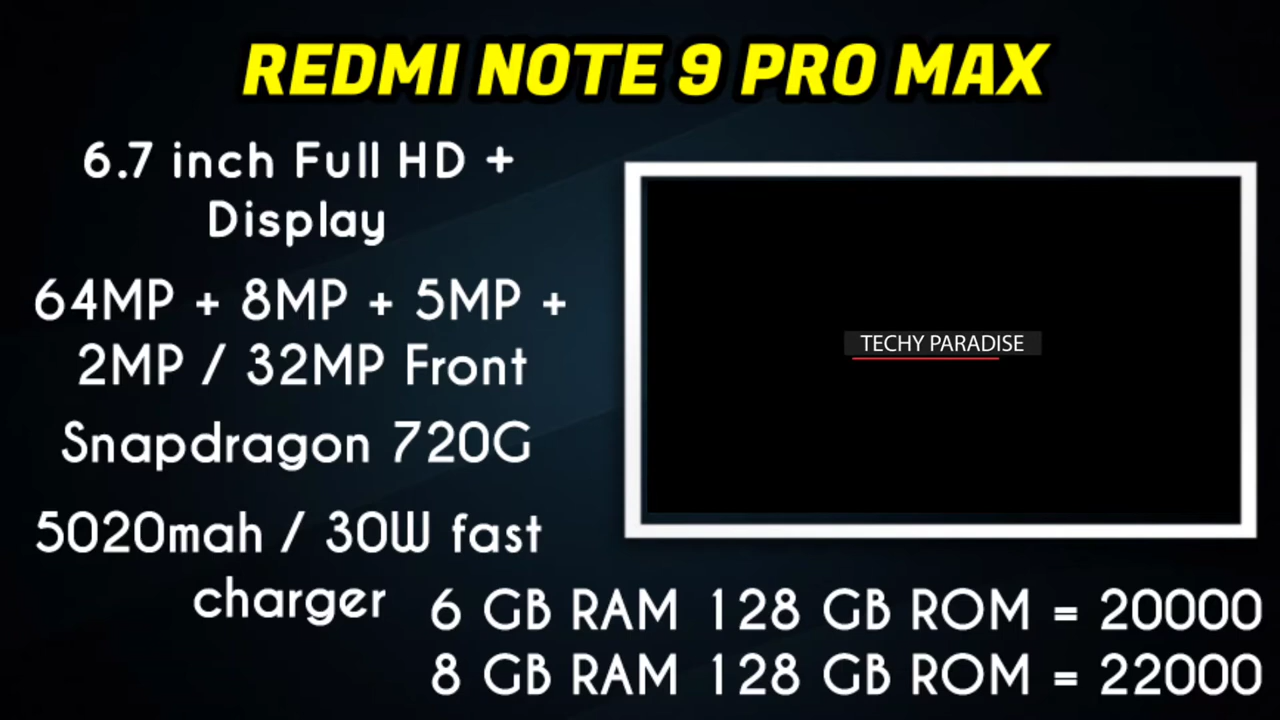 REDMI NOTE 9 PRO MAX
6.7 inch Full HD +
Display
64MP + 8MP + 5MP +
2MP / 32MP Front
Snapdragon 720G
5020mah / 30W fast
charger
TECHY PARADISE
6 GB RAM 128 GB ROM = 20000
8 GB RAM 128 GB ROM = 22000